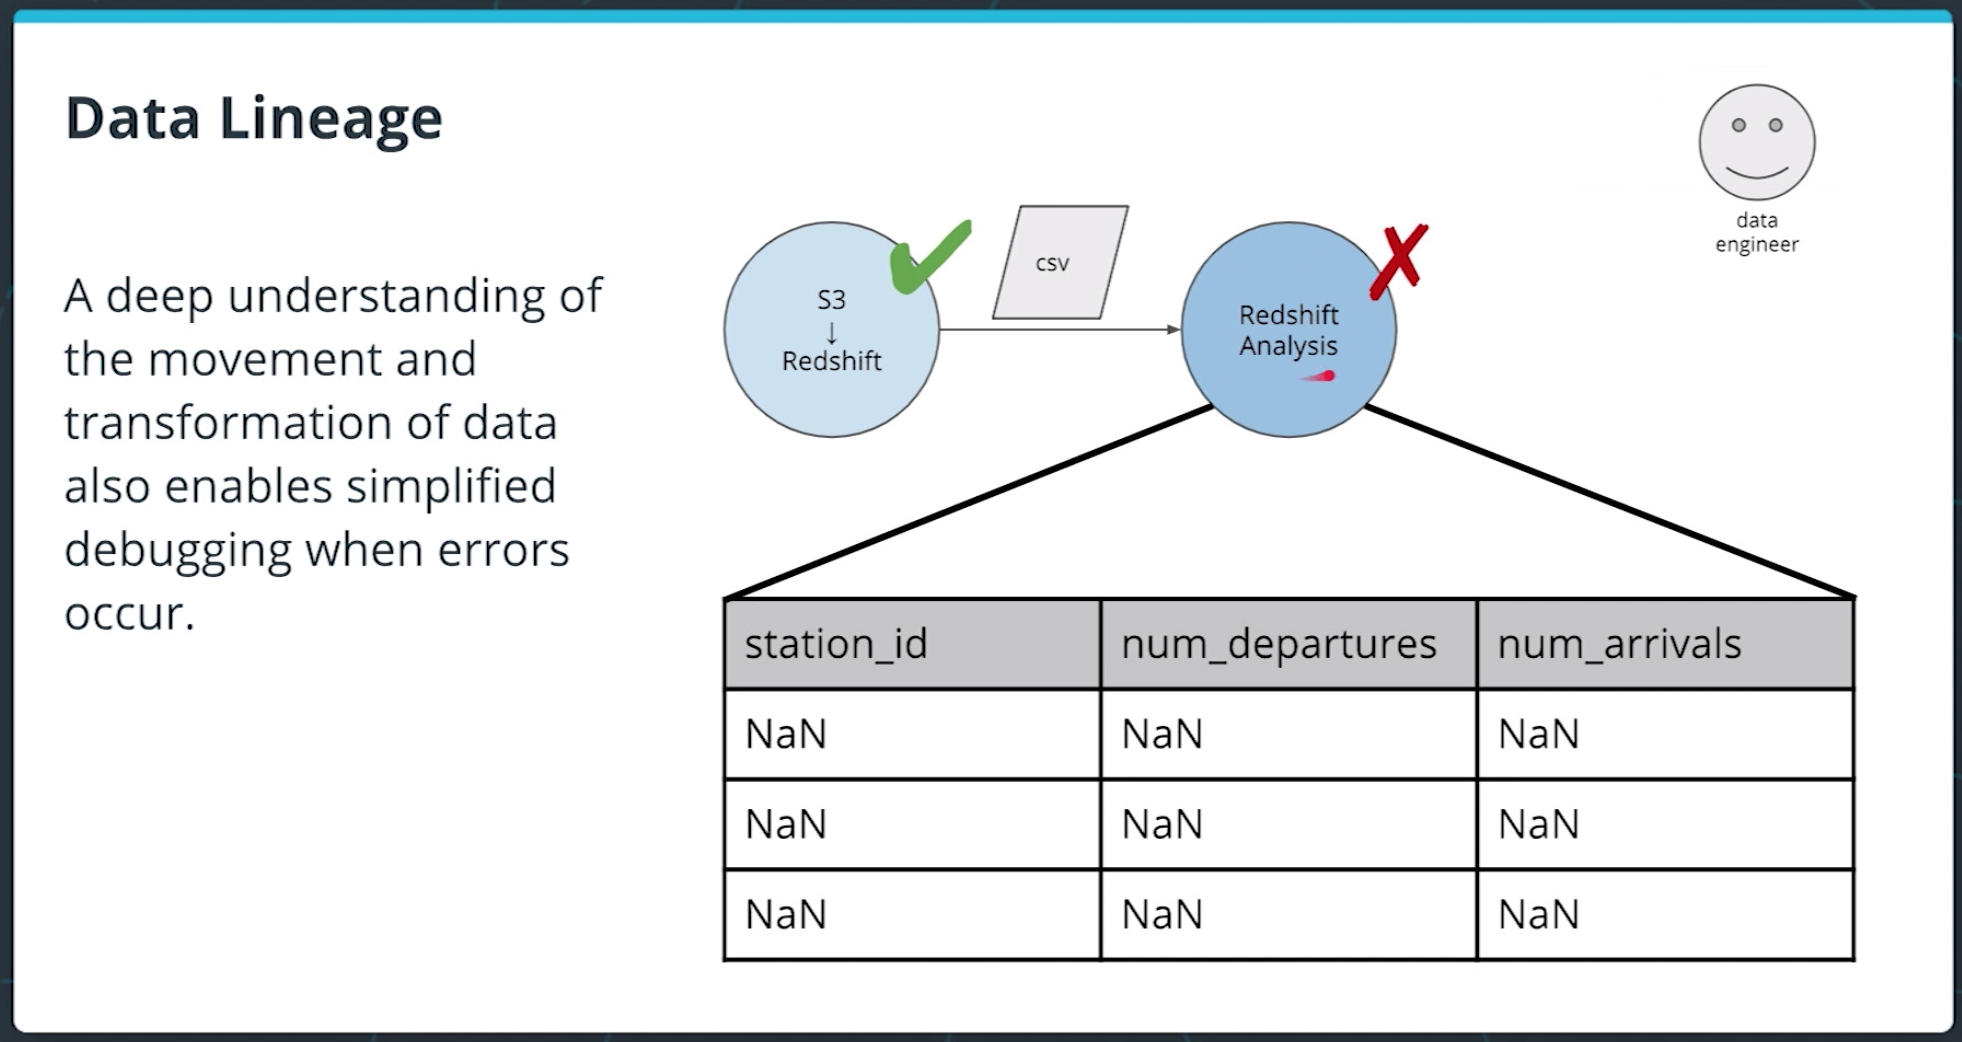 Data Lineage
A deep understanding of
the movement and
transformation of data
also enables simplified
debugging when errors
occur.
S3
↓
Redshift
csv
Redshift
Analysis
data
engineer
station_id num_departures num_arrivals
NaN NaN NaN
NaN NaN NaN
NaN NaN NaN